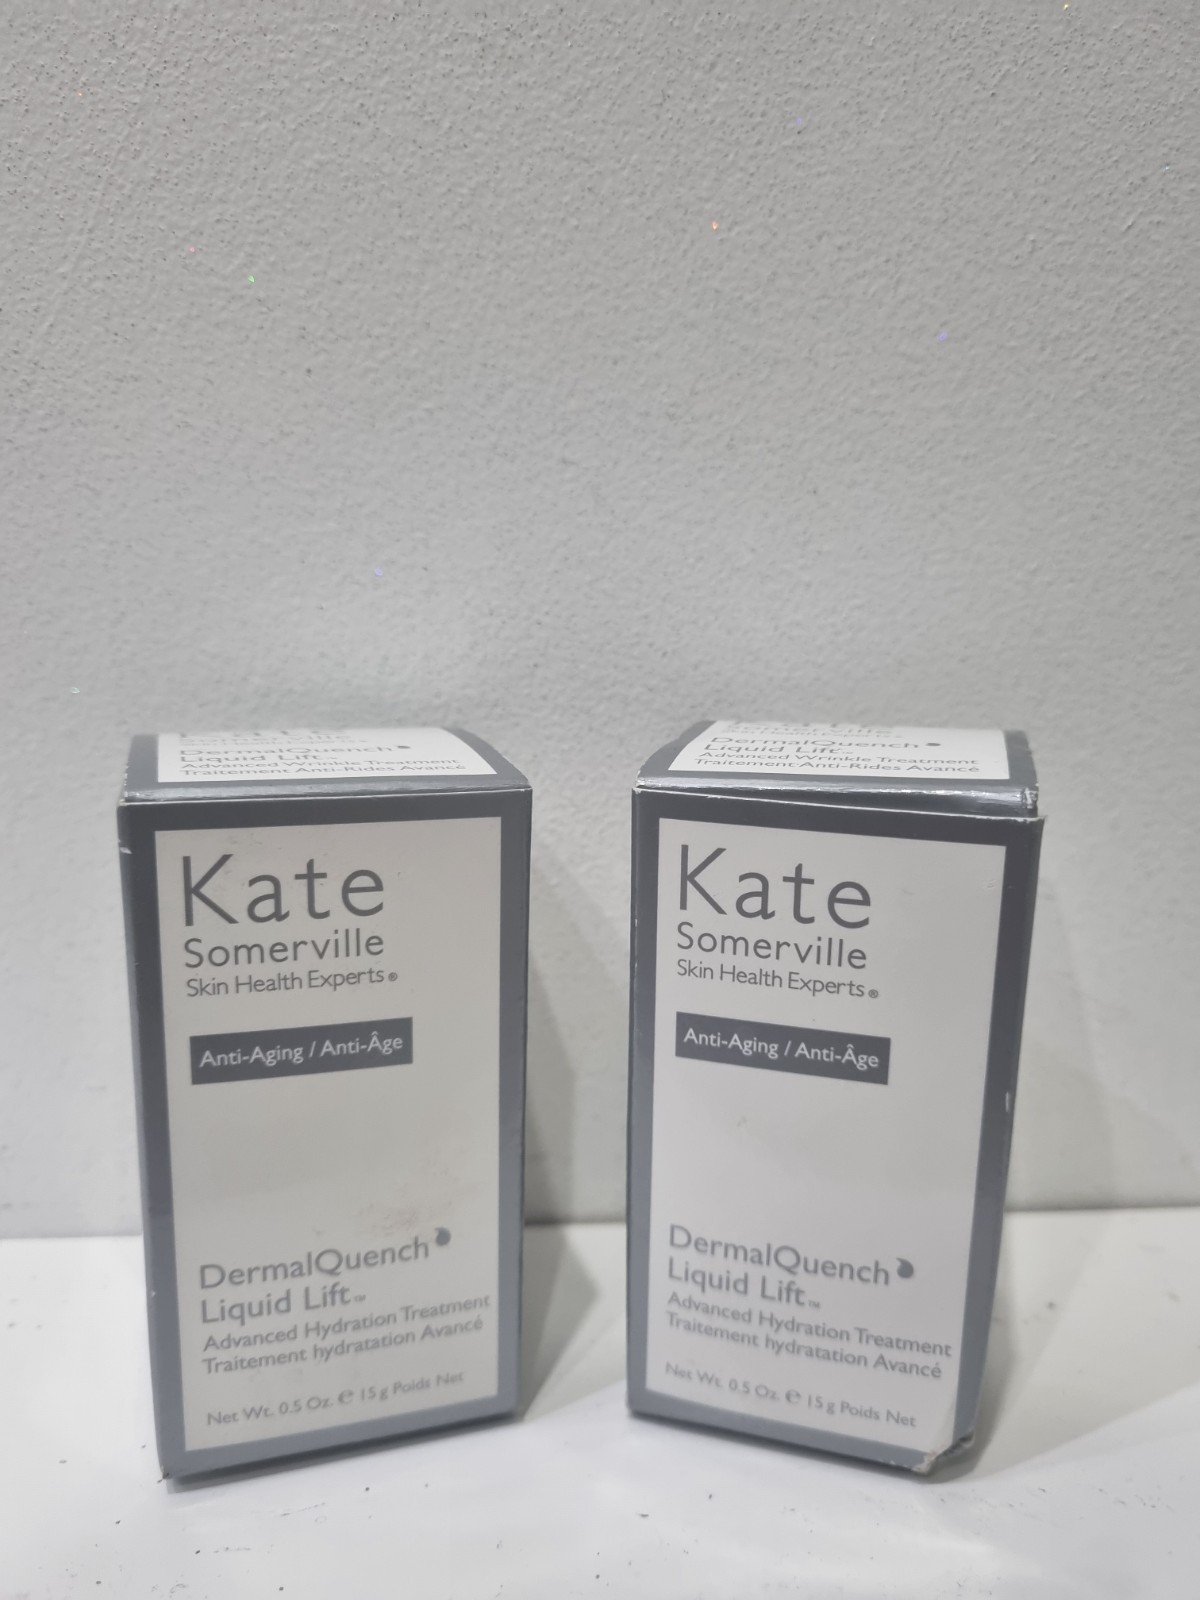 Somerville
DermalQuench
Liquid Lift
Advanced Wrinkle Treatment
Traitement Anti-Rides Avancé
Kate
Somerville
Skin Health Experts®
Anti-Aging / Anti-Âge
DermalQuench
Liquid Lift™
Advanced Hydration Treatment
Traitement hydratation Avancé
Net Wt. 0.5 Oz. ℮ 15 g Poids Net
DermalQuench
Liquid Lift™
Advanced Wrinkle Treatment
Traitement Anti-Rides Avancé
Kate
Somerville
Skin Health Experts®
Anti-Aging / Anti-Âge
DermalQuench
Liquid Lift™
Advanced Hydration Treatment
Traitement hydratation Avancé
Net Wt. 0.5 Oz. ℮ 15 g Poids Net